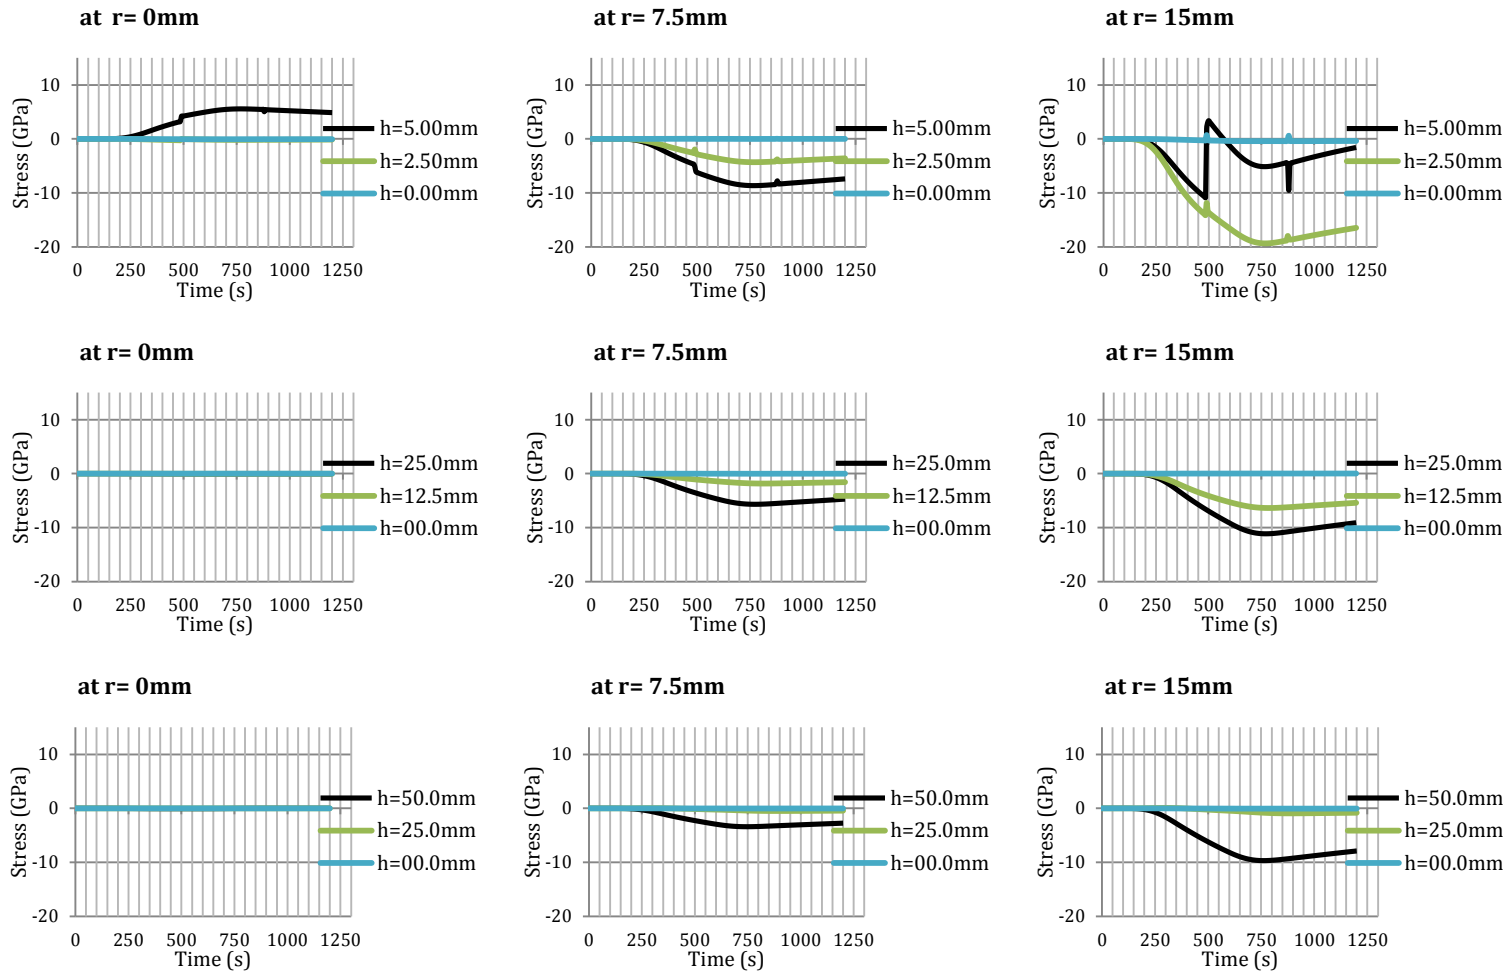 at r= 0mm
10
0
-10
-20
Stress (GPa)
0 250 500 750 1000 1250
Time (s)
h=5.00mm
h=2.50mm
h=0.00mm
at r= 7.5mm
10
0
-10
-20
Stress (GPa)
0 250 500 750 1000 1250
Time (s)
h=5.00mm
h=2.50mm
h=0.00mm
at r= 15mm
10
0
-10
-20
Stress (GPa)
0 250 500 750 1000 1250
Time (s)
h=5.00mm
h=2.50mm
h=0.00mm
at r= 0mm
10
0
-10
-20
Stress (GPa)
0 250 500 750 1000 1250
Time (s)
h=25.0mm
h=12.5mm
h=00.0mm
at r= 7.5mm
10
0
-10
-20
Stress (GPa)
0 250 500 750 1000 1250
Time (s)
h=25.0mm
h=12.5mm
h=00.0mm
at r= 15mm
10
0
-10
-20
Stress (GPa)
0 250 500 750 1000 1250
Time (s)
h=25.0mm
h=12.5mm
h=00.0mm
at r= 0mm
10
0
-10
-20
Stress (GPa)
0 250 500 750 1000 1250
Time (s)
h=50.0mm
h=25.0mm
h=00.0mm
at r= 7.5mm
10
0
-10
-20
Stress (GPa)
0 250 500 750 1000 1250
Time (s)
h=50.0mm
h=25.0mm
h=00.0mm
at r= 15mm
10
0
-10
-20
Stress (GPa)
0 250 500 750 1000 1250
Time (s)
h=50.0mm
h=25.0mm
h=00.0mm